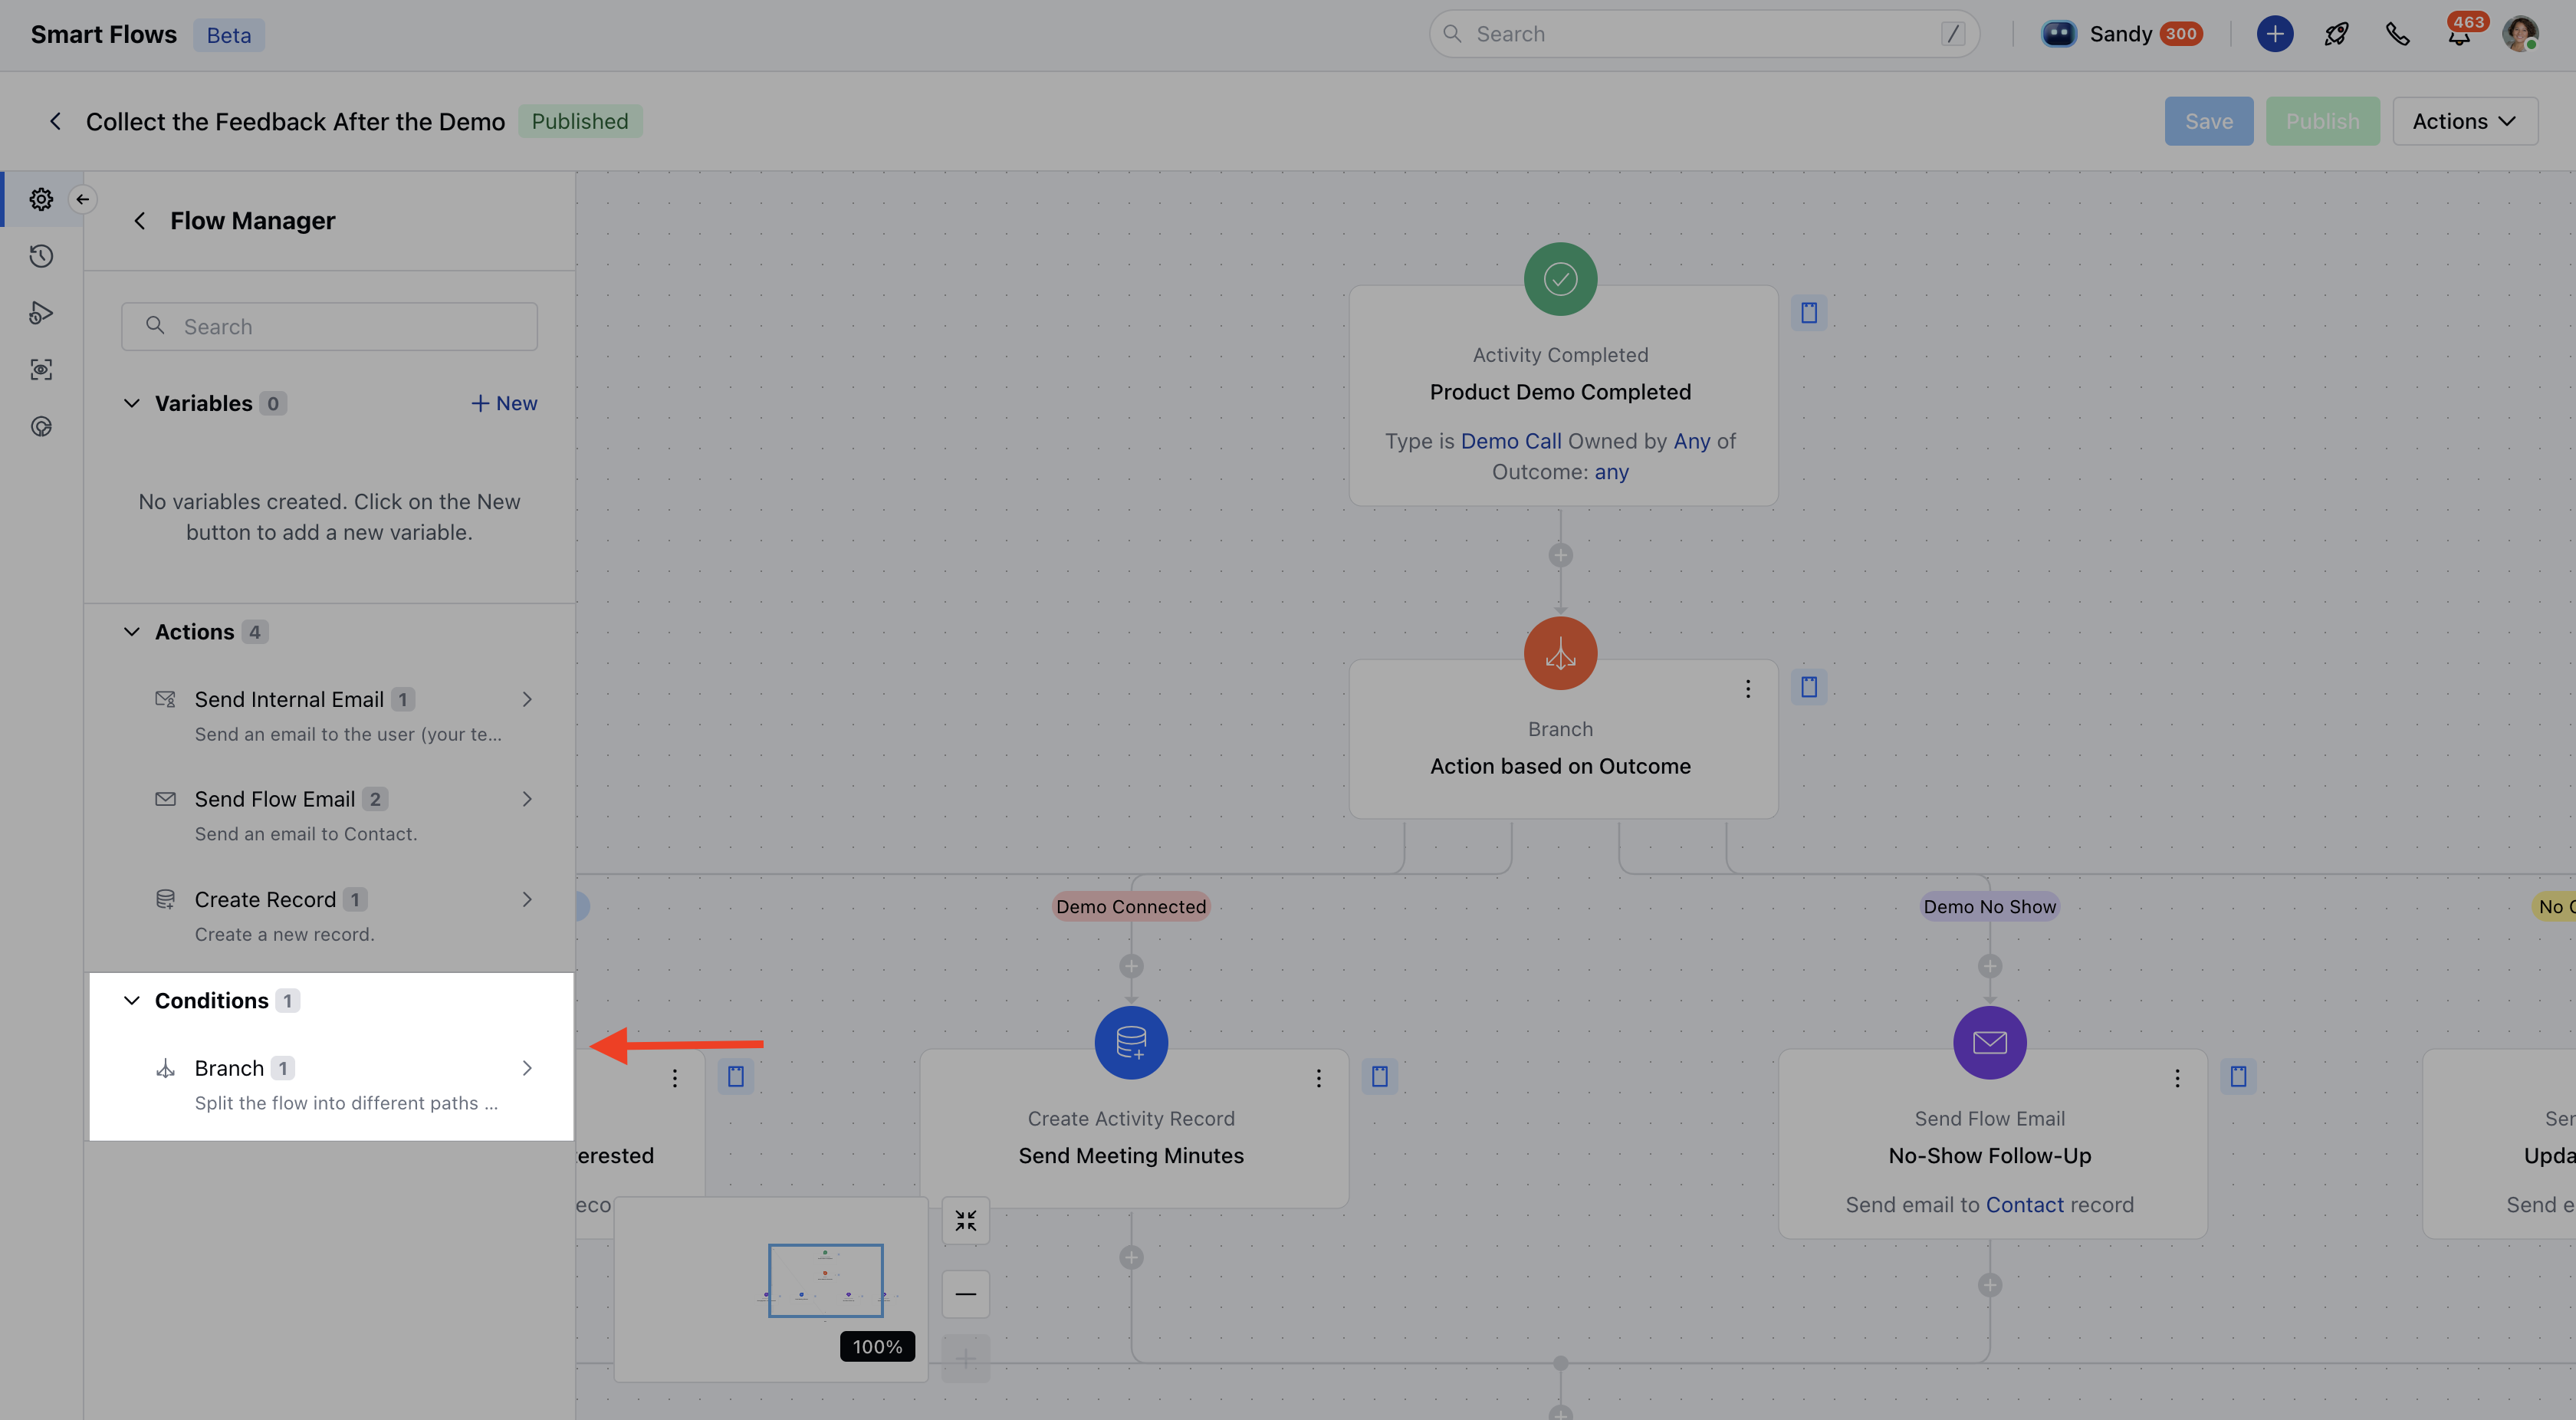 Smart Flows Beta
Search /
Sandy 300
463
Collect the Feedback After the Demo Published
Save Publish Actions
Flow Manager
Search
Variables 0 + New
No variables created. Click on the New
button to add a new variable.
Actions 4
Send Internal Email 1
Send an email to the user (your te...
Send Flow Email 2
Send an email to Contact.
Create Record 1
Create a new record.
Conditions 1
Branch 1
Split the flow into different paths ...
Activity Completed
Product Demo Completed
Type is Demo Call Owned by Any of
Outcome: any
Branch
Action based on Outcome
Demo Connected
Demo No Show
No
erested
Create Activity Record
Send Meeting Minutes
Send Flow Email
No-Show Follow-Up
Send email to Contact record
Upda
Send e
100%